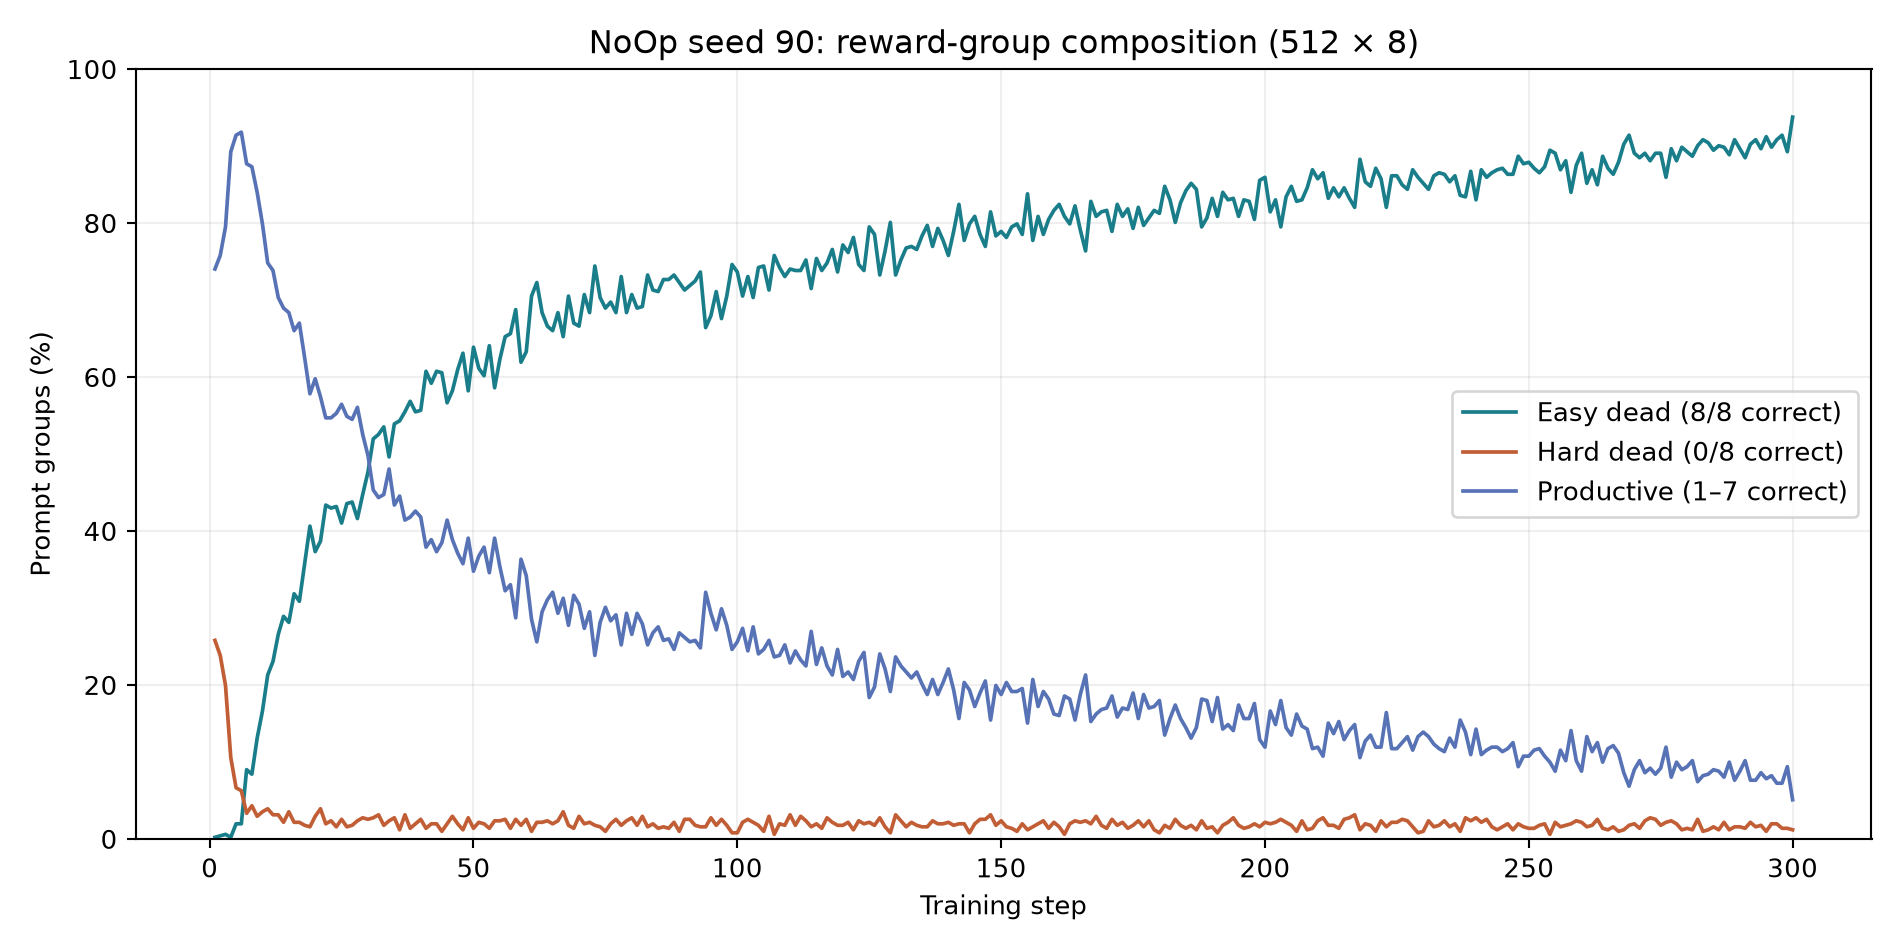 NoOp seed 90: reward-group composition (512 × 8)
100
80
60
40
20
0
Prompt groups (%)
Easy dead (8/8 correct)
Hard dead (0/8 correct)
Productive (1–7 correct)
0 50 100 150 200 250 300
Training step